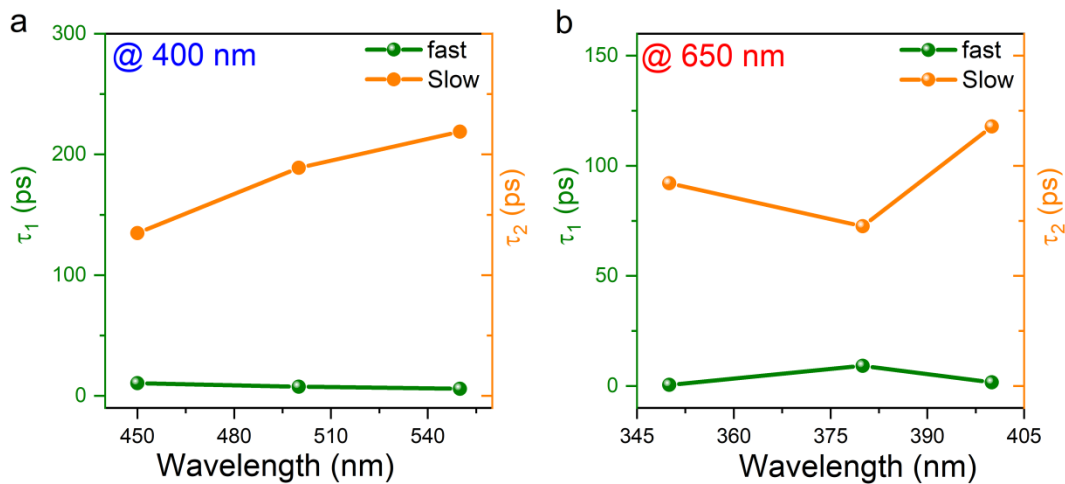 a
@ 400 nm
fast
Slow
300
200
100
0
τ1 (ps)
τ2 (ps)
450
480
510
540
Wavelength (nm)
b
@ 650 nm
fast
Slow
150
100
50
0
τ1 (ps)
τ2 (ps)
345
360
375
390
405
Wavelength (nm)